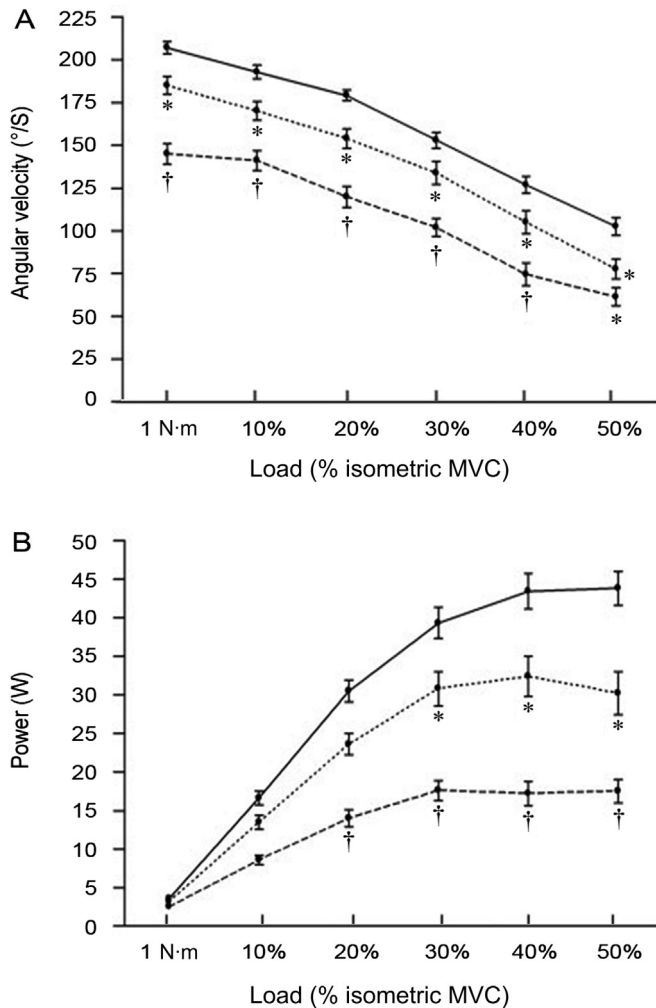 A
225
200
175
150
125
100
75
50
25
0
Angular velocity (°/S)
* * * * * *
† † † † † *
1 N·m 10% 20% 30% 40% 50%
Load (% isometric MVC)
B
50
45
40
35
30
25
20
15
10
5
0
Power (W)
* * *
† † † †
1 N·m 10% 20% 30% 40% 50%
Load (% isometric MVC)